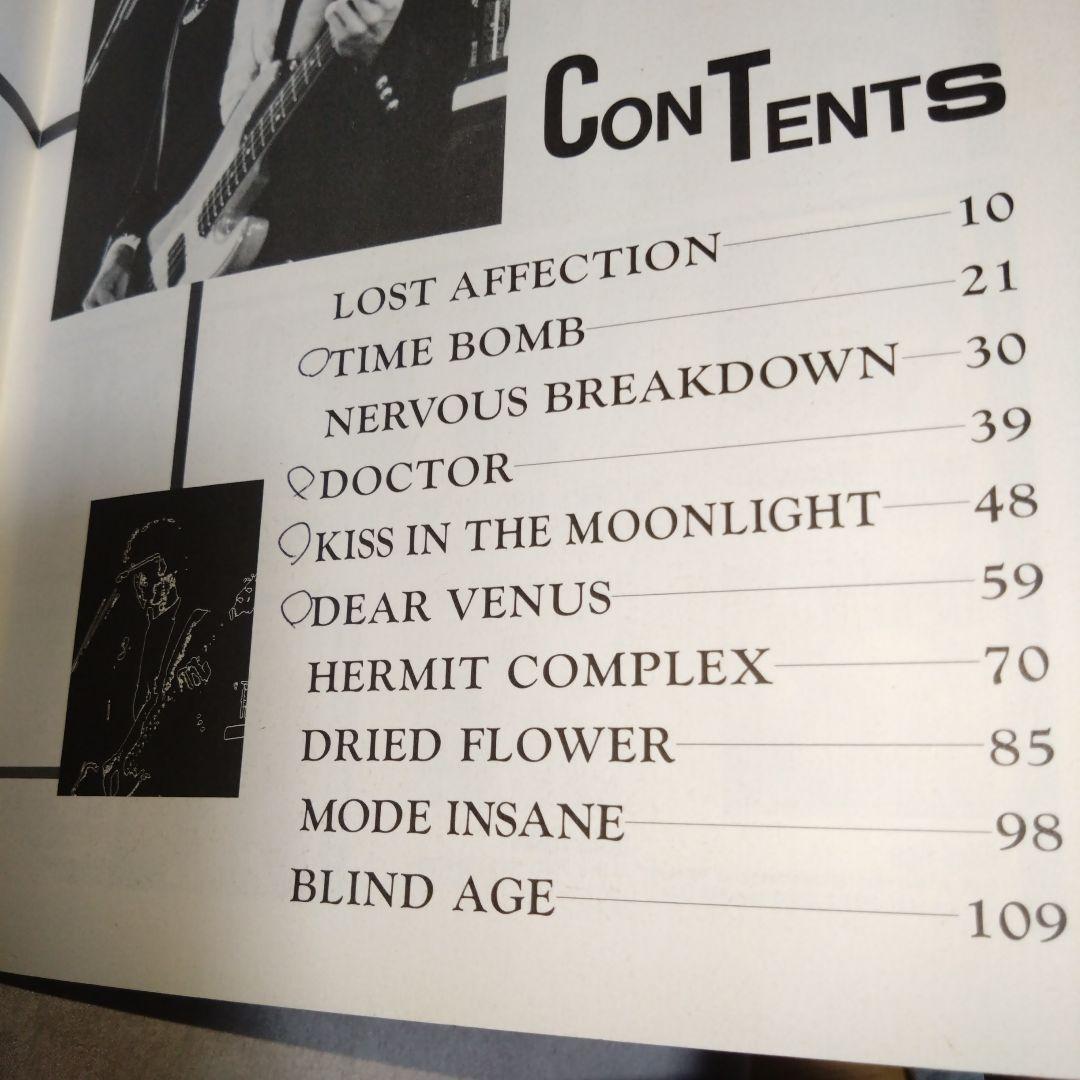 ConTenTs
LOST AFFECTION 10
TIME BOMB 21
NERVOUS BREAKDOWN 30
DOCTOR 39
KISS IN THE MOONLIGHT 48
DEAR VENUS 59
HERMIT COMPLEX 70
DRIED FLOWER 85
MODE INSANE 98
BLIND AGE 109